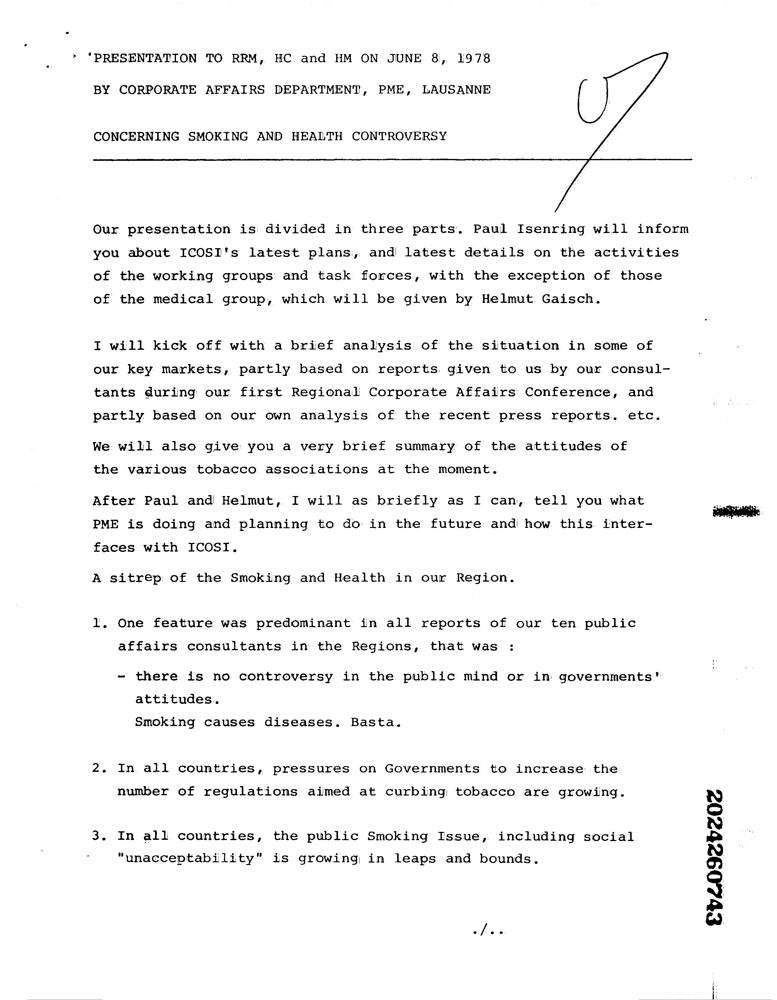 'PRESENTATION TO RRM, HC and HM ON JUNE 8, 1978
BY CORPORATE AFFAIRS DEPARTMENT, PME, LAUSANNE
CONCERNING SMOKING AND HEALTH CONTROVERSY
Our presentation is divided in three parts. Paul Isenring will inform
you about ICOSI's latest plans, and latest details on the activities
of the working groups and task forces, with the exception of those
of the medical group, which will be given by Helmut Gaisch.
I will kick off with a brief analysis of the situation in some of
our key markets, partly based on reports given to us by our consul-
tants during our first Regional Corporate Affairs Conference, and
partly based on our own analysis of the recent press reports. etc.
We will also give you a very brief summary of the attitudes of
the various tobacco associations at the moment.
After Paul and Helmut, I will as briefly as I can, tell you what
PME is doing and planning to do in the future and how this inter-
faces with ICOSI.
A sitrep of the Smoking and Health in our Region.
1. One feature was predominant in all reports of our ten public
affairs consultants in the Regions, that was :
- there is no controversy in the public mind or in governments'
attitudes.
Smoking causes diseases. Basta.
2. In all countries, pressures on Governments to increase the
number of regulations aimed at curbing tobacco are growing.
3. In all countries, the public Smoking Issue, including social
"unacceptability" is growing in leaps and bounds.
./..
2024260743